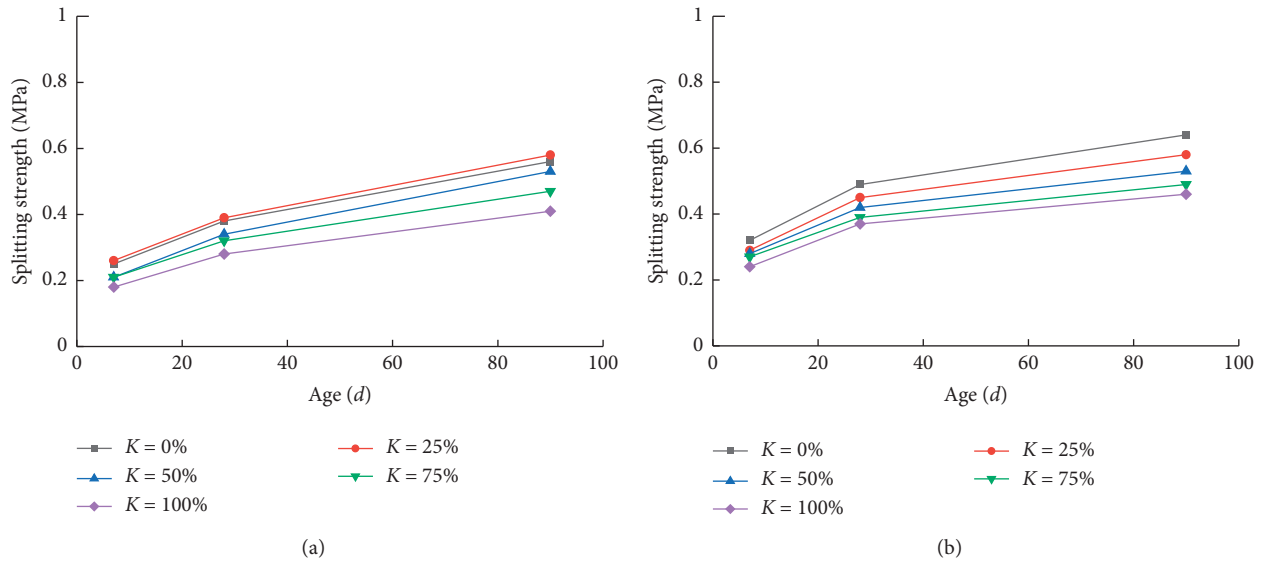 1
0.8
0.6
0.4
0.2
0
Splitting strength (MPa)
0 20 40 60 80 100
Age (d)
K = 0%
K = 25%
K = 50%
K = 75%
K = 100%
(a)
1
0.8
0.6
0.4
0.2
0
Splitting strength (MPa)
0 20 40 60 80 100
Age (d)
K = 0%
K = 25%
K = 50%
K = 75%
K = 100%
(b)